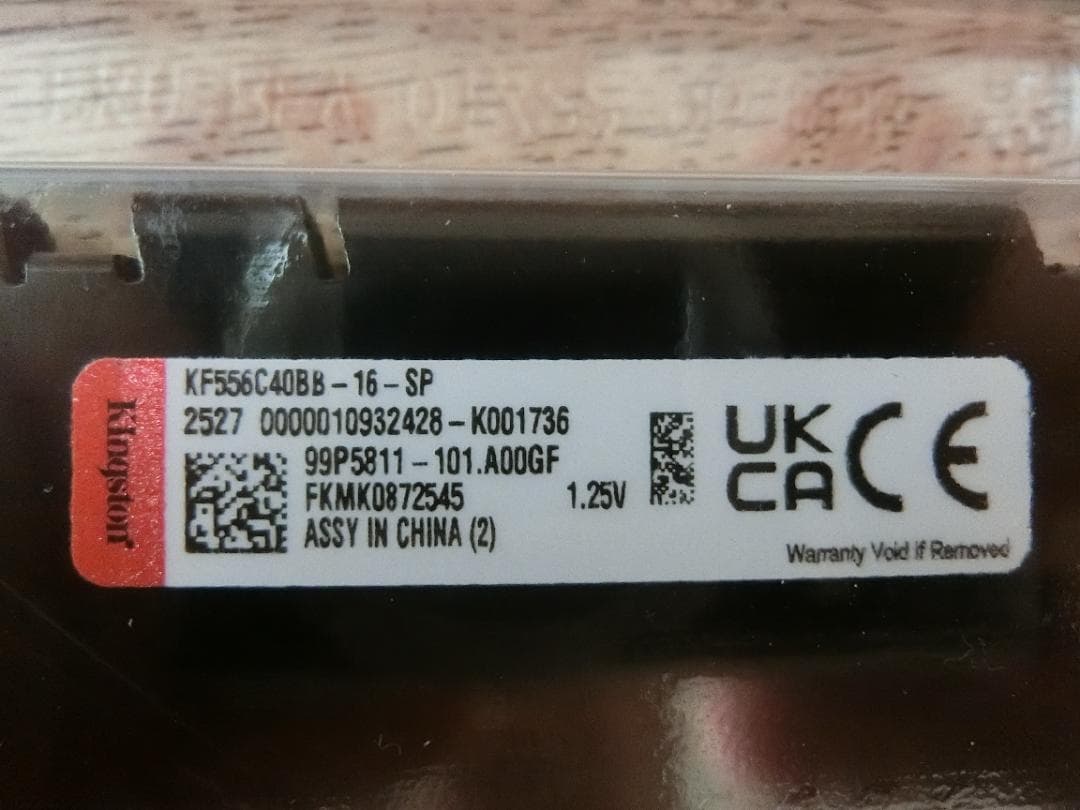 Kingston
KF556C40BB-16-SP
2527 0000010932428-K001736
99P5811-101.A00GF
FKMK0872545 1.25V
ASSY IN CHINA (2)
UK
CA
CE
Warranty Void If Removed